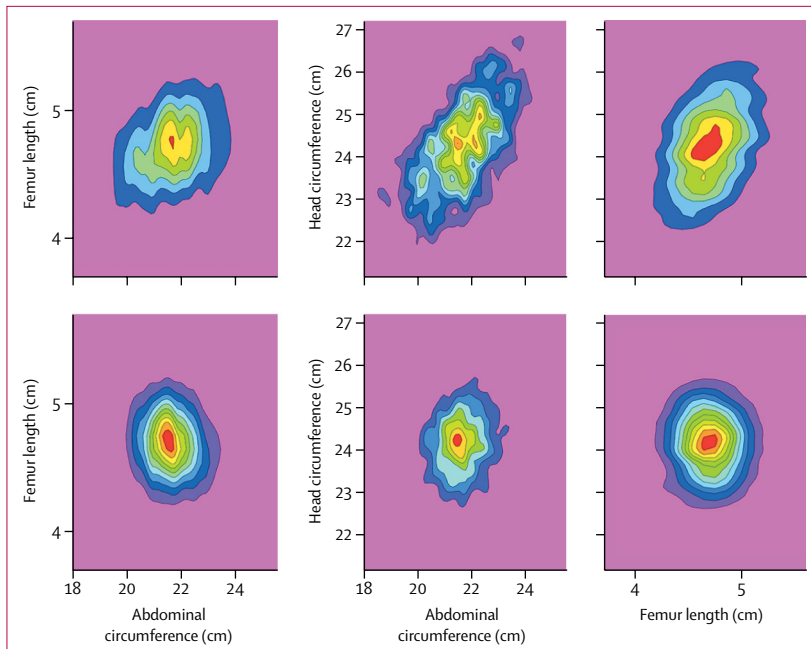 Femur length (cm)
5
4
Head circumference (cm)
27
26
25
24
23
22
Femur length (cm)
5
4
18 20 22 24
Abdominal
circumference (cm)
Head circumference (cm)
27
26
25
24
23
22
18 20 22 24
Abdominal
circumference (cm)
4 5
Femur length (cm)